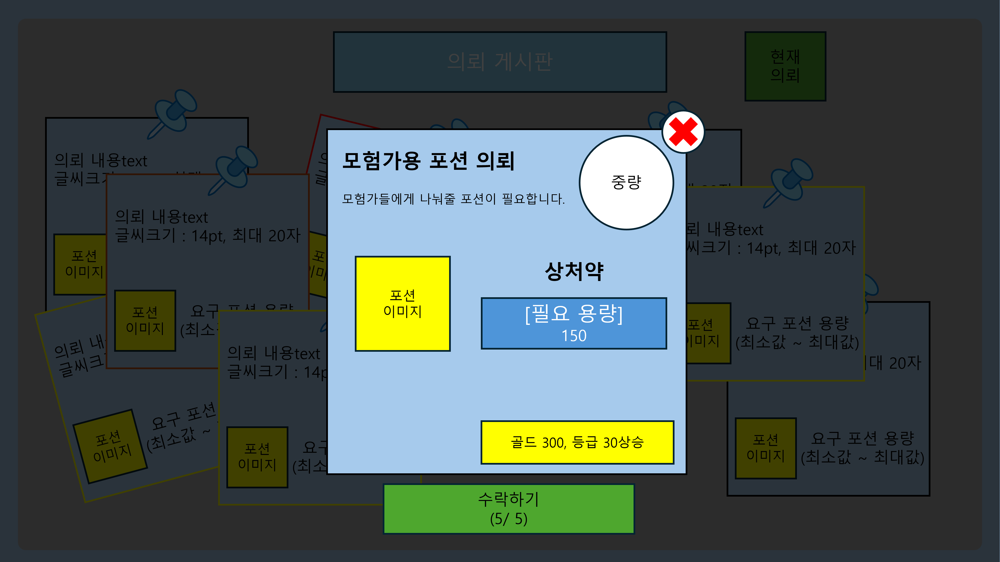 의뢰 게시판
현재
의뢰
의뢰 내용text
글씨크기
포션
이미지
의뢰 내용text
글씨크기 : 14pt, 최대 20자
포션
이미지
요구
(최소
의뢰
글씨크
포션
이미지
요구 포션
(최소값 ~
의뢰 내용text
글씨크기 : 14p
포션
이미지
요구
(최소
모험가용 포션 의뢰
중량
모험가들에게 나눠줄 포션이 필요합니다.
포션
이미지
상처약
[필요 용량]
150
골드 300, 등급 30상승
수락하기
(5/ 5)
내용text
씨크기 : 14pt, 최대 20자
포션
이미지
요구 포션 용량
(최소값 ~ 최대값)
대 20자
포션
이미지
요구 포션 용량
(최소값 ~ 최대값)